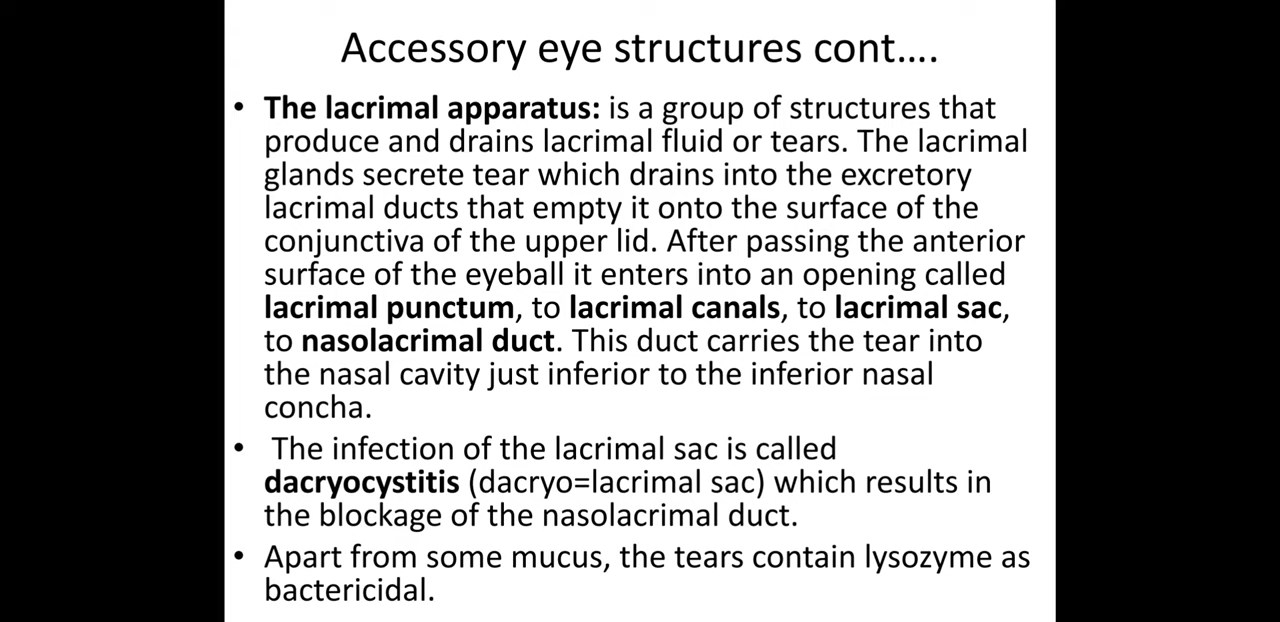 Accessory eye structures cont….
• The lacrimal apparatus: is a group of structures that
produce and drains lacrimal fluid or tears. The lacrimal
glands secrete tear which drains into the excretory
lacrimal ducts that empty it onto the surface of the
conjunctiva of the upper lid. After passing the anterior
surface of the eyeball it enters into an opening called
lacrimal punctum, to lacrimal canals, to lacrimal sac,
to nasolacrimal duct. This duct carries the tear into
the nasal cavity just inferior to the inferior nasal
concha.
• The infection of the lacrimal sac is called
dacryocystitis (dacryo=lacrimal sac) which results in
the blockage of the nasolacrimal duct.
• Apart from some mucus, the tears contain lysozyme as
bactericidal.